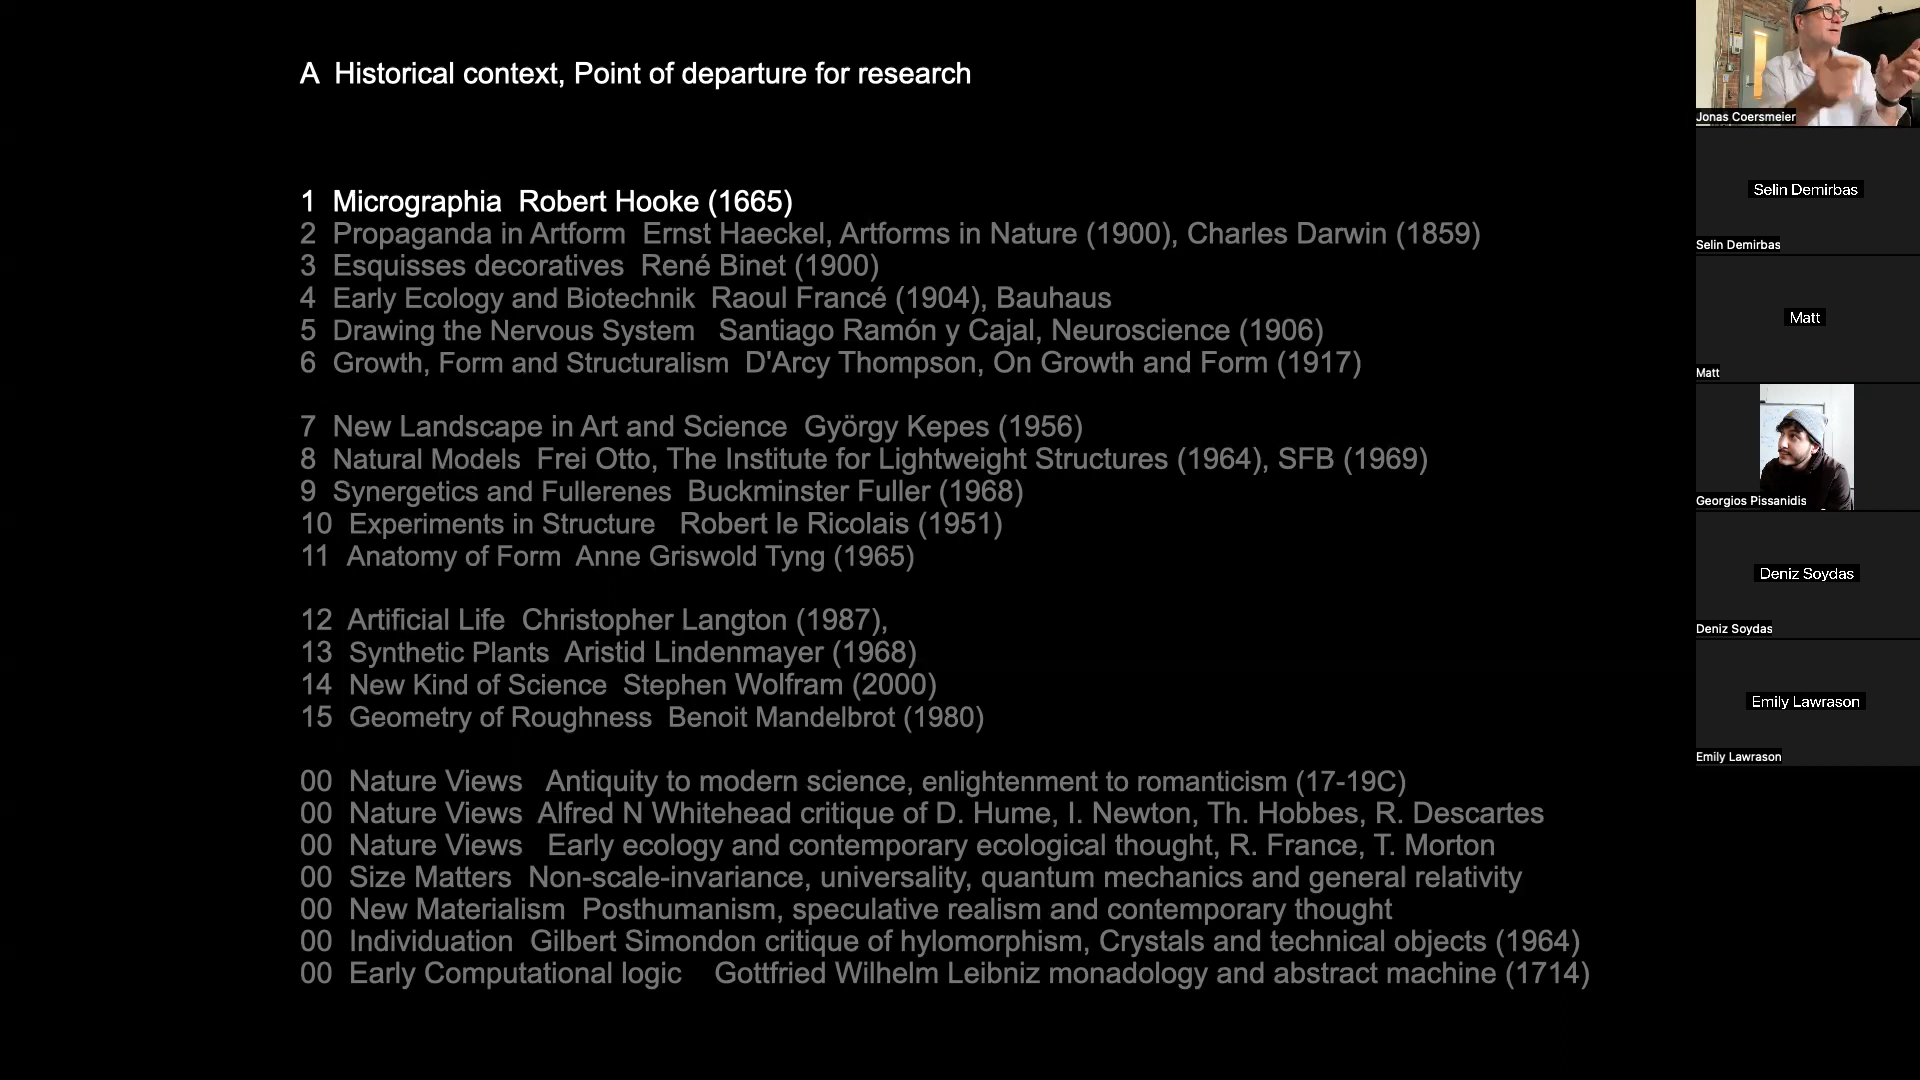 A Historical context, Point of departure for research
1 Micrographia Robert Hooke (1665)
2 Propaganda in Artform Ernst Haeckel, Artforms in Nature (1900), Charles Darwin (1859)
3 Esquisses decoratives René Binet (1900)
4 Early Ecology and Biotechnik Raoul Francé (1904), Bauhaus
5 Drawing the Nervous System Santiago Ramón y Cajal, Neuroscience (1906)
6 Growth, Form and Structuralism D'Arcy Thompson, On Growth and Form (1917)
7 New Landscape in Art and Science György Kepes (1956)
8 Natural Models Frei Otto, The Institute for Lightweight Structures (1964), SFB (1969)
9 Synergetics and Fullerenes Buckminster Fuller (1968)
10 Experiments in Structure Robert le Ricolais (1951)
11 Anatomy of Form Anne Griswold Tyng (1965)
12 Artificial Life Christopher Langton (1987),
13 Synthetic Plants Aristid Lindenmayer (1968)
14 New Kind of Science Stephen Wolfram (2000)
15 Geometry of Roughness Benoit Mandelbrot (1980)
00 Nature Views Antiquity to modern science, enlightenment to romanticism (17-19C)
00 Nature Views Alfred N Whitehead critique of D. Hume, I. Newton, Th. Hobbes, R. Descartes
00 Nature Views Early ecology and contemporary ecological thought, R. France, T. Morton
00 Size Matters Non-scale-invariance, universality, quantum mechanics and general relativity
00 New Materialism Posthumanism, speculative realism and contemporary thought
00 Individuation Gilbert Simondon critique of hylomorphism, Crystals and technical objects (1964)
00 Early Computational logic Gottfried Wilhelm Leibniz monadology and abstract machine (1714)
Jonas Coersmeier
Selin Demirbas
Selin Demirbas
Matt
Matt
Georgios Pissanidis
Deniz Soydas
Deniz Soydas
Emily Lawrason
Emily Lawrason